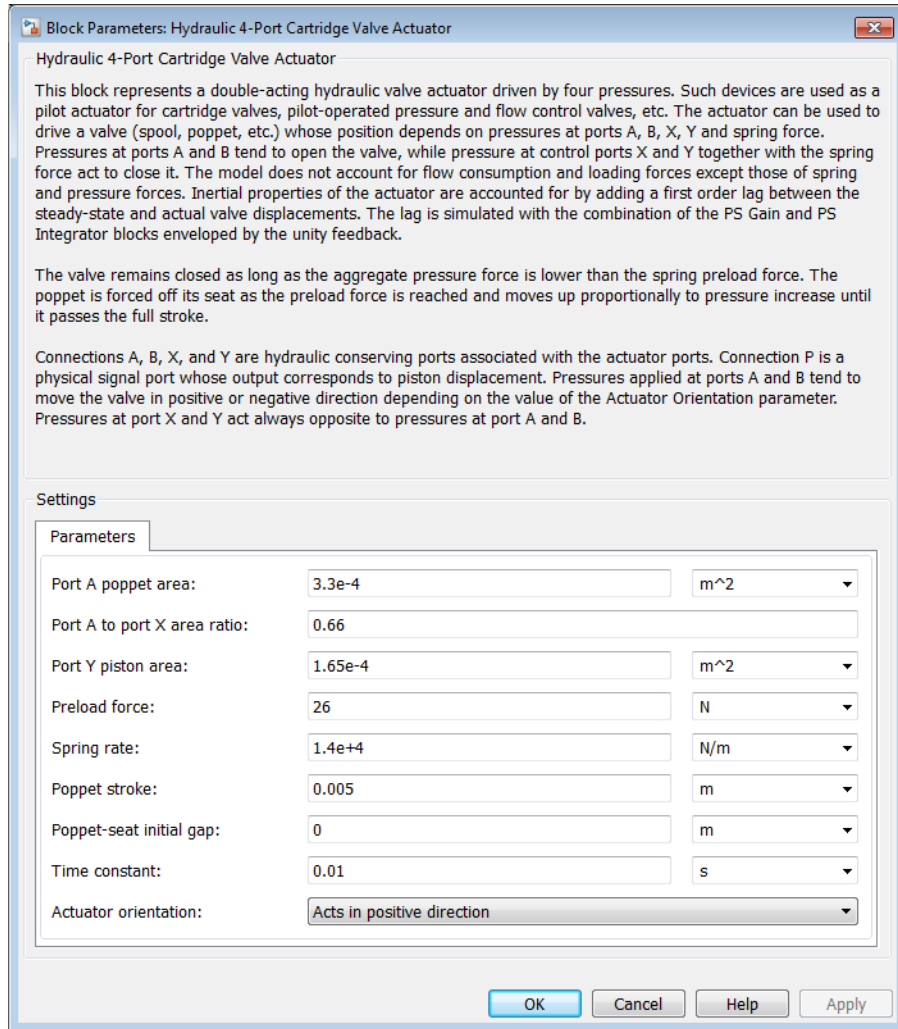 Block Parameters: Hydraulic 4-Port Cartridge Valve Actuator
Hydraulic 4-Port Cartridge Valve Actuator
This block represents a double-acting hydraulic valve actuator driven by four pressures. Such devices are used as a
pilot actuator for cartridge valves, pilot-operated pressure and flow control valves, etc. The actuator can be used to
drive a valve (spool, poppet, etc.) whose position depends on pressures at ports A, B, X, Y and spring force.
Pressures at ports A and B tend to open the valve, while pressure at control ports X and Y together with the spring
force act to close it. The model does not account for flow consumption and loading forces except those of spring
and pressure forces. Inertial properties of the actuator are accounted for by adding a first order lag between the
steady-state and actual valve displacements. The lag is simulated with the combination of the PS Gain and PS
Integrator blocks enveloped by the unity feedback.
The valve remains closed as long as the aggregate pressure force is lower than the spring preload force. The
poppet is forced off its seat as the preload force is reached and moves up proportionally to pressure increase until
it passes the full stroke.
Connections A, B, X, and Y are hydraulic conserving ports associated with the actuator ports. Connection P is a
physical signal port whose output corresponds to piston displacement. Pressures applied at ports A and B tend to
move the valve in positive or negative direction depending on the value of the Actuator Orientation parameter.
Pressures at port X and Y act always opposite to pressures at port A and B.
Settings
Parameters
Port A poppet area: 3.3e-4 m^2
Port A to port X area ratio: 0.66
Port Y piston area: 1.65e-4 m^2
Preload force: 26 N
Spring rate: 1.4e+4 N/m
Poppet stroke: 0.005 m
Poppet-seat initial gap: 0 m
Time constant: 0.01 s
Actuator orientation: Acts in positive direction
OK Cancel Help Apply